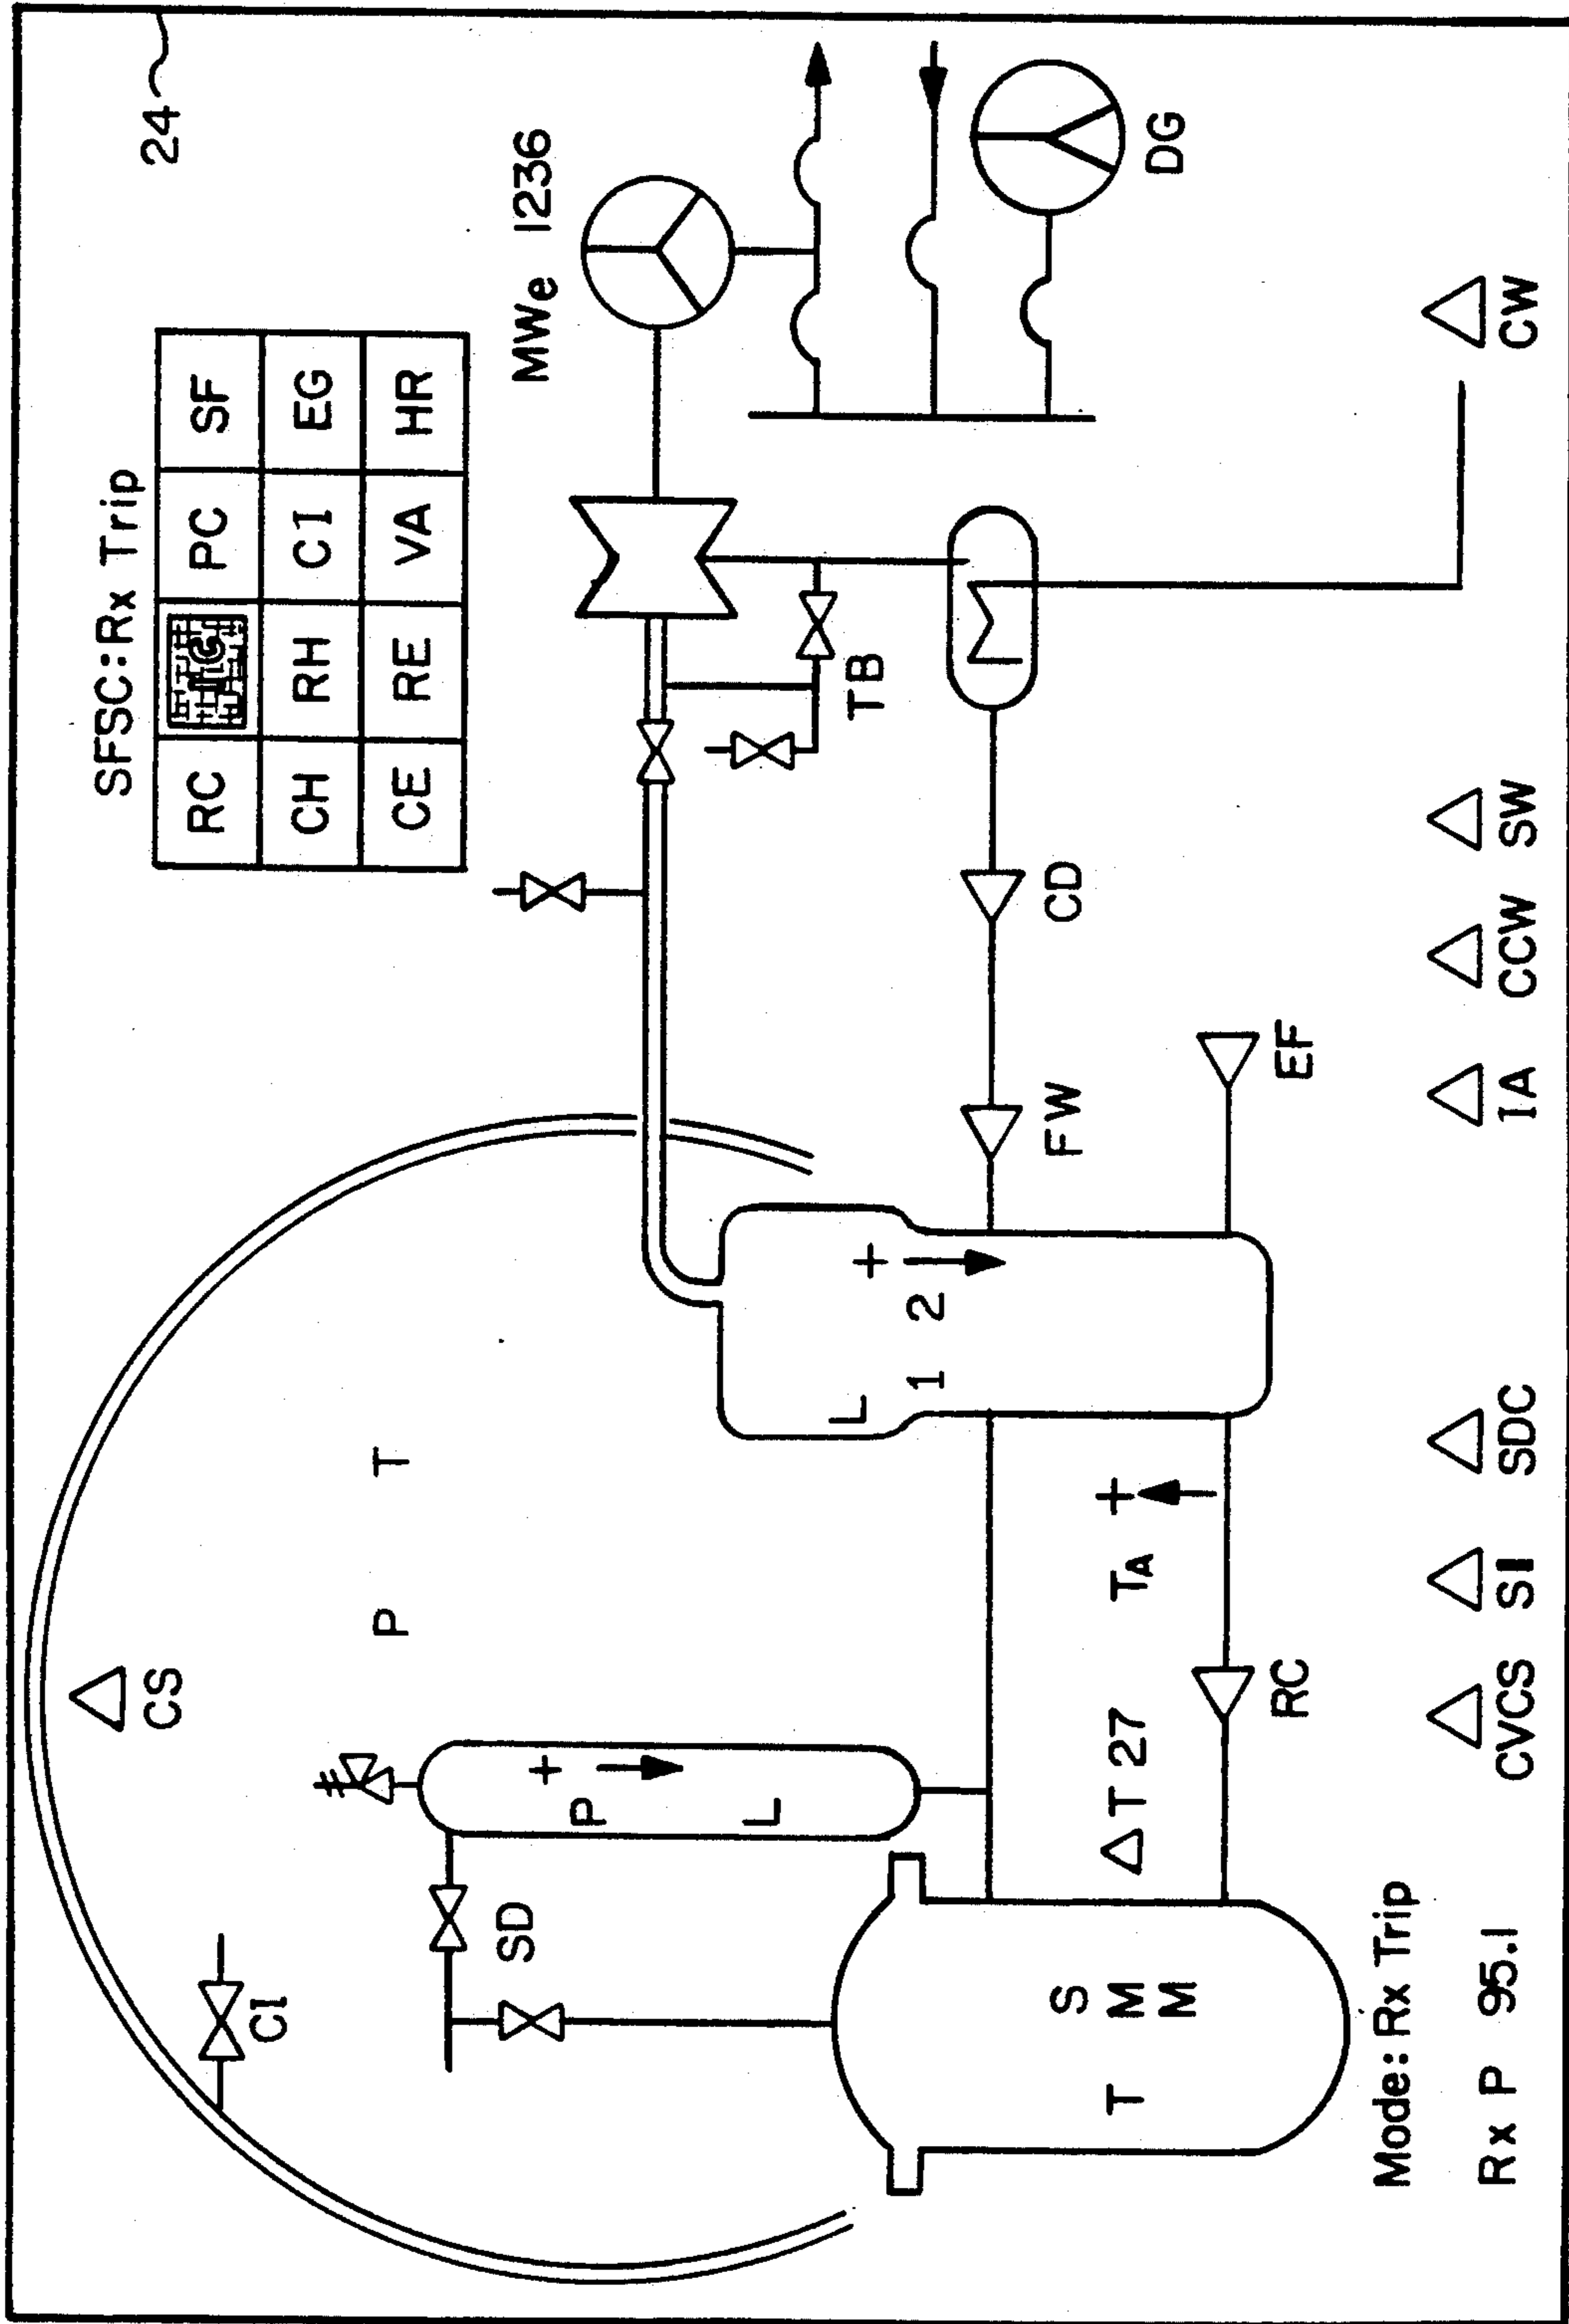 24
SFSC:Rx Trip
RC TG PC SF
CH RH CI EG
CE RE VA HR
CS
CI
P T
SD
MWe 1236
TB
DG
P
L
L
1 2
CD
FW
EF
S
T M
M
△T 27
TA
RC
Mode: Rx Trip
Rx P 95.1
CVCS SI SDC IA CCW SW CW